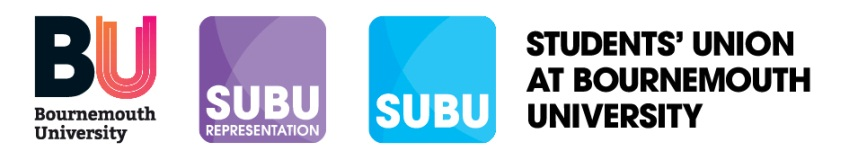 BU
Bournemouth
University
SUBU
REPRESENTATION
SUBU
STUDENTS' UNION
AT BOURNEMOUTH
UNIVERSITY